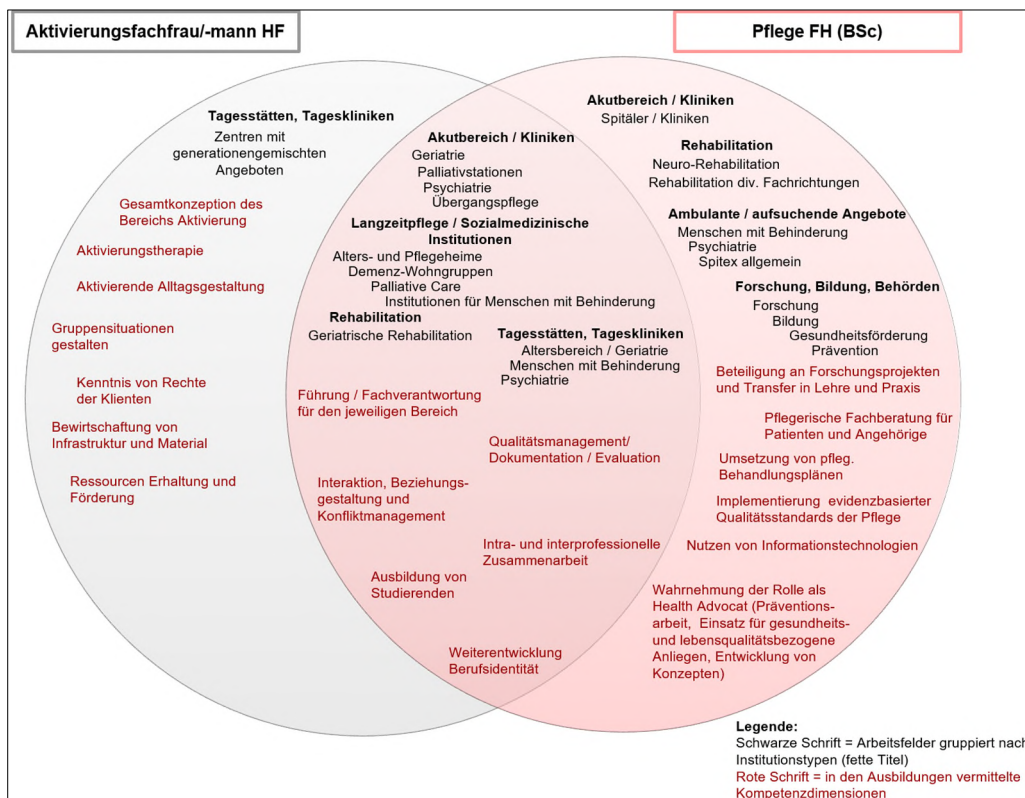 Aktivierungsfachfrau/-mann HF
Pflege FH (BSc)
Tagesstätten, Tageskliniken
Zentren mit
generationengemischten
Angeboten
Gesamtkonzeption des
Bereichs Aktivierung
Aktivierungstherapie
Aktivierende Alltagsgestaltung
Gruppensituationen
gestalten
Kenntnis von Rechte
der Klienten
Bewirtschaftung von
Infrastruktur und Material
Ressourcen Erhaltung und
Förderung
Akutbereich / Kliniken
Geriatrie
Palliativstationen
Psychiatrie
Übergangspflege
Langzeitpflege / Sozialmedizinische
Institutionen
Alters- und Pflegeheime
Demenz-Wohngruppen
Palliative Care
Institutionen für Menschen mit Behinderung
Rehabilitation
Geriatrische Rehabilitation
Tagesstätten, Tageskliniken
Altersbereich / Geriatrie
Menschen mit Behinderung
Psychiatrie
Führung / Fachverantwortung
für den jeweiligen Bereich
Qualitätsmanagement/
Dokumentation / Evaluation
Interaktion, Beziehungs-
gestaltung und
Konfliktmanagement
Intra- und interprofessionelle
Zusammenarbeit
Ausbildung von
Studierenden
Weiterentwicklung
Berufsidentität
Akutbereich / Kliniken
Spitäler / Kliniken
Rehabilitation
Neuro-Rehabilitation
Rehabilitation div. Fachrichtungen
Ambulante / aufsuchende Angebote
Menschen mit Behinderung
Psychiatrie
Spitex allgemein
Forschung, Bildung, Behörden
Forschung
Bildung
Gesundheitsförderung
Prävention
Beteiligung an Forschungsprojekten
und Transfer in Lehre und Praxis
Pflegerische Fachberatung für
Patienten und Angehörige
Umsetzung von pfleg.
Behandlungsplänen
Implementierung evidenzbasierter
Qualitätsstandards der Pflege
Nutzen von Informationstechnologien
Wahrnehmung der Rolle als
Health Advocat (Präventions-
arbeit, Einsatz für gesundheits-
und lebensqualitätsbezogene
Anliegen, Entwicklung von
Konzepten)
Legende:
Schwarze Schrift = Arbeitsfelder gruppiert nach
Institutionstypen (fette Titel)
Rote Schrift = in den Ausbildungen vermittelte
Kompetenzdimensionen